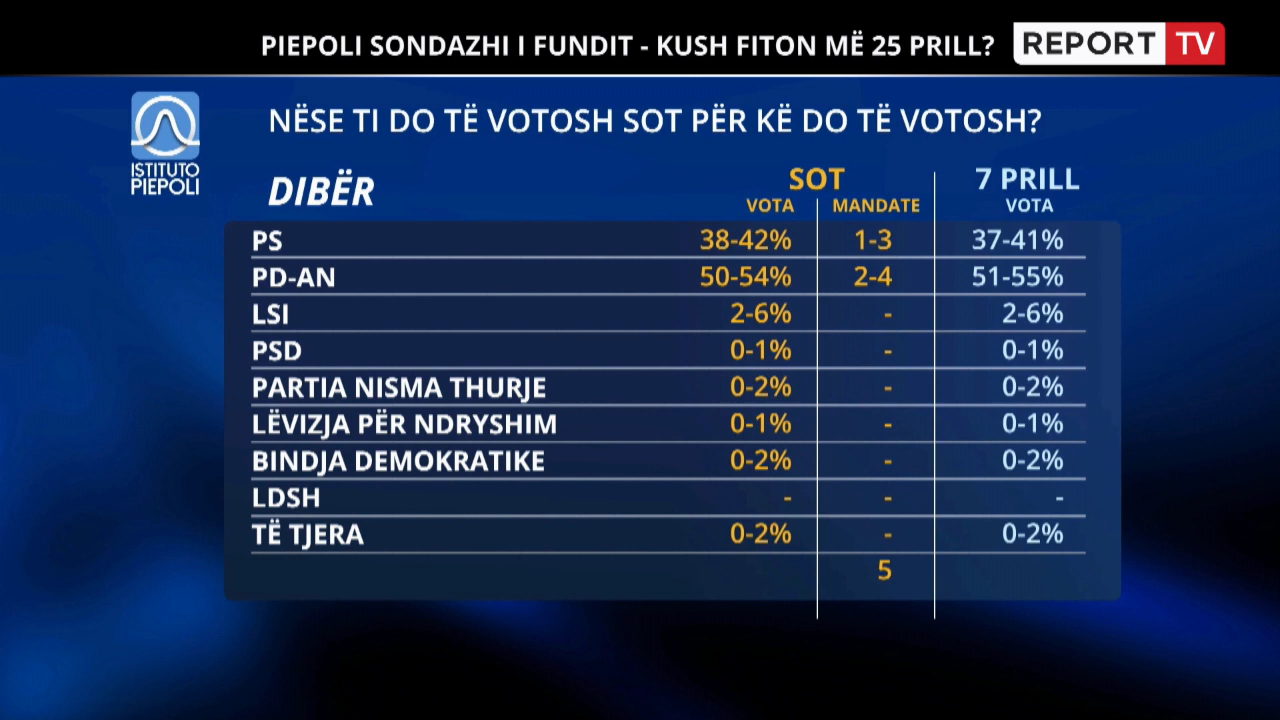 PIEPOLI SONDAZHI I FUNDIT - KUSH FITON MË 25 PRILL? REPORT TV
NËSE TI DO TË VOTOSH SOT PËR KË DO TË VOTOSH?
ISTITUTO
PIEPOLI
DIBËR SOT 7 PRILL
VOTA MANDATE VOTA
PS 38-42% 1-3 37-41%
PD-AN 50-54% 2-4 51-55%
LSI 2-6% - 2-6%
PSD 0-1% - 0-1%
PARTIA NISMA THURJE 0-2% - 0-2%
LËVIZJA PËR NDRYSHIM 0-1% - 0-1%
BINDJA DEMOKRATIKE 0-2% - 0-2%
LDSH - - -
TË TJERA 0-2% - 0-2%
5